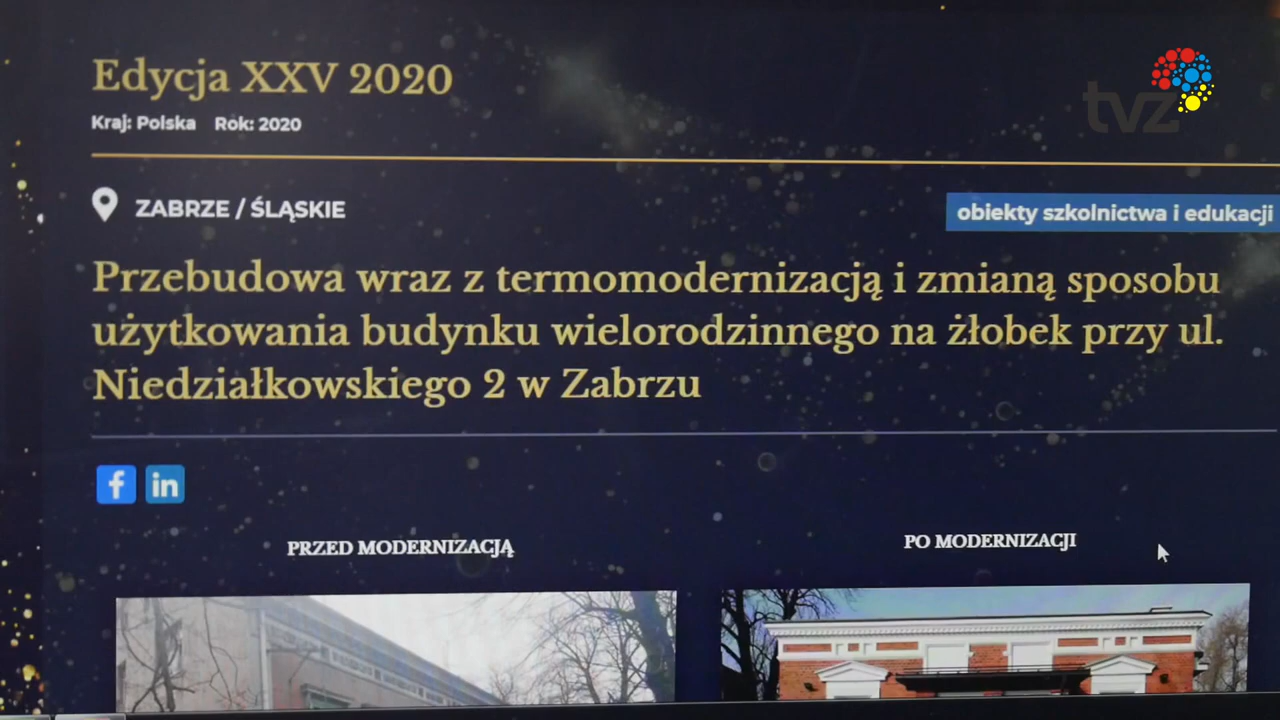 Edycja XXV 2020
tvz
Kraj: Polska Rok: 2020
ZABRZE / ŚLĄSKIE
obiekty szkolnictwa i edukacji
Przebudowa wraz z termomodernizacją i zmianą sposobu
użytkowania budynku wielorodzinnego na żłobek przy ul.
Niedziałkowskiego 2 w Zabrzu
f in
PRZED MODERNIZACJĄ
PO MODERNIZACJI